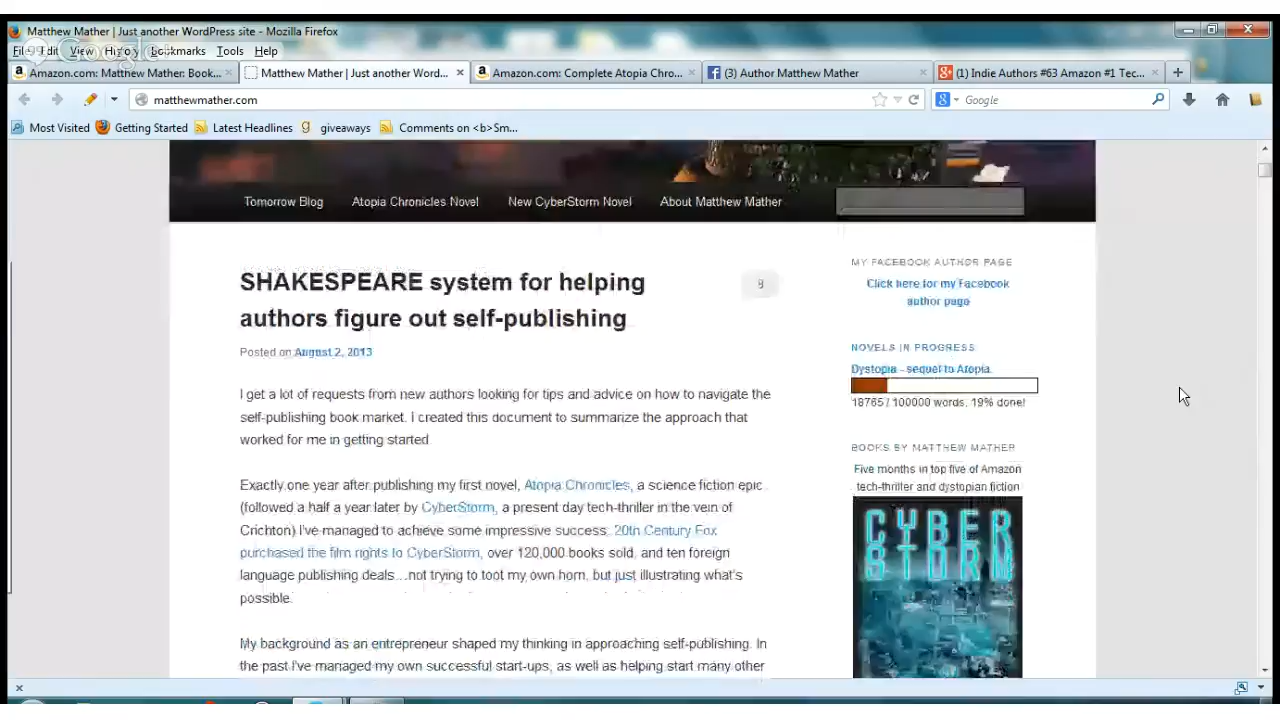 Matthew Mather | Just another WordPress site - Mozilla Firefox
File Edit View History Bookmarks Tools Help
Google
Amazon.com: Matthew Mather: Book...
Matthew Mather | Just another Word...
Amazon.com: Complete Atopia Chro...
(3) Author Matthew Mather
(1) Indie Authors #63 Amazon #1 Tec...
matthewmather.com
Google
Most Visited Getting Started Latest Headlines giveaways Comments on <b>Sm...
Tomorrow Blog Atopia Chronicles Novel New CyberStorm Novel About Matthew Mather
SHAKESPEARE system for helping
authors figure out self-publishing
Posted on August 2, 2013
I get a lot of requests from new authors looking for tips and advice on how to navigate the
self-publishing book market. I created this document to summarize the approach that
worked for me in getting started.
Exactly one year after publishing my first novel, Atopia Chronicles, a science fiction epic
(followed a half a year later by CyberStorm, a present day tech-thriller in the vein of
Crichton) I've managed to achieve some impressive success, 20th Century Fox
purchased the film rights to CyberStorm, over 120,000 books sold, and ten foreign
language publishing deals...not trying to toot my own horn, but just illustrating what's
possible.
My background as an entrepreneur shaped my thinking in approaching self-publishing. In
the past I've managed my own successful start-ups, as well as helping start many other
MY FACEBOOK AUTHOR PAGE
Click here for my Facebook
author page
NOVELS IN PROGRESS
Dystopia - sequel to Atopia
18765 / 100000 words. 19% done!
BOOKS BY MATTHEW MATHER
Five months in top five of Amazon
tech-thriller and dystopian fiction
CYBER
STORM